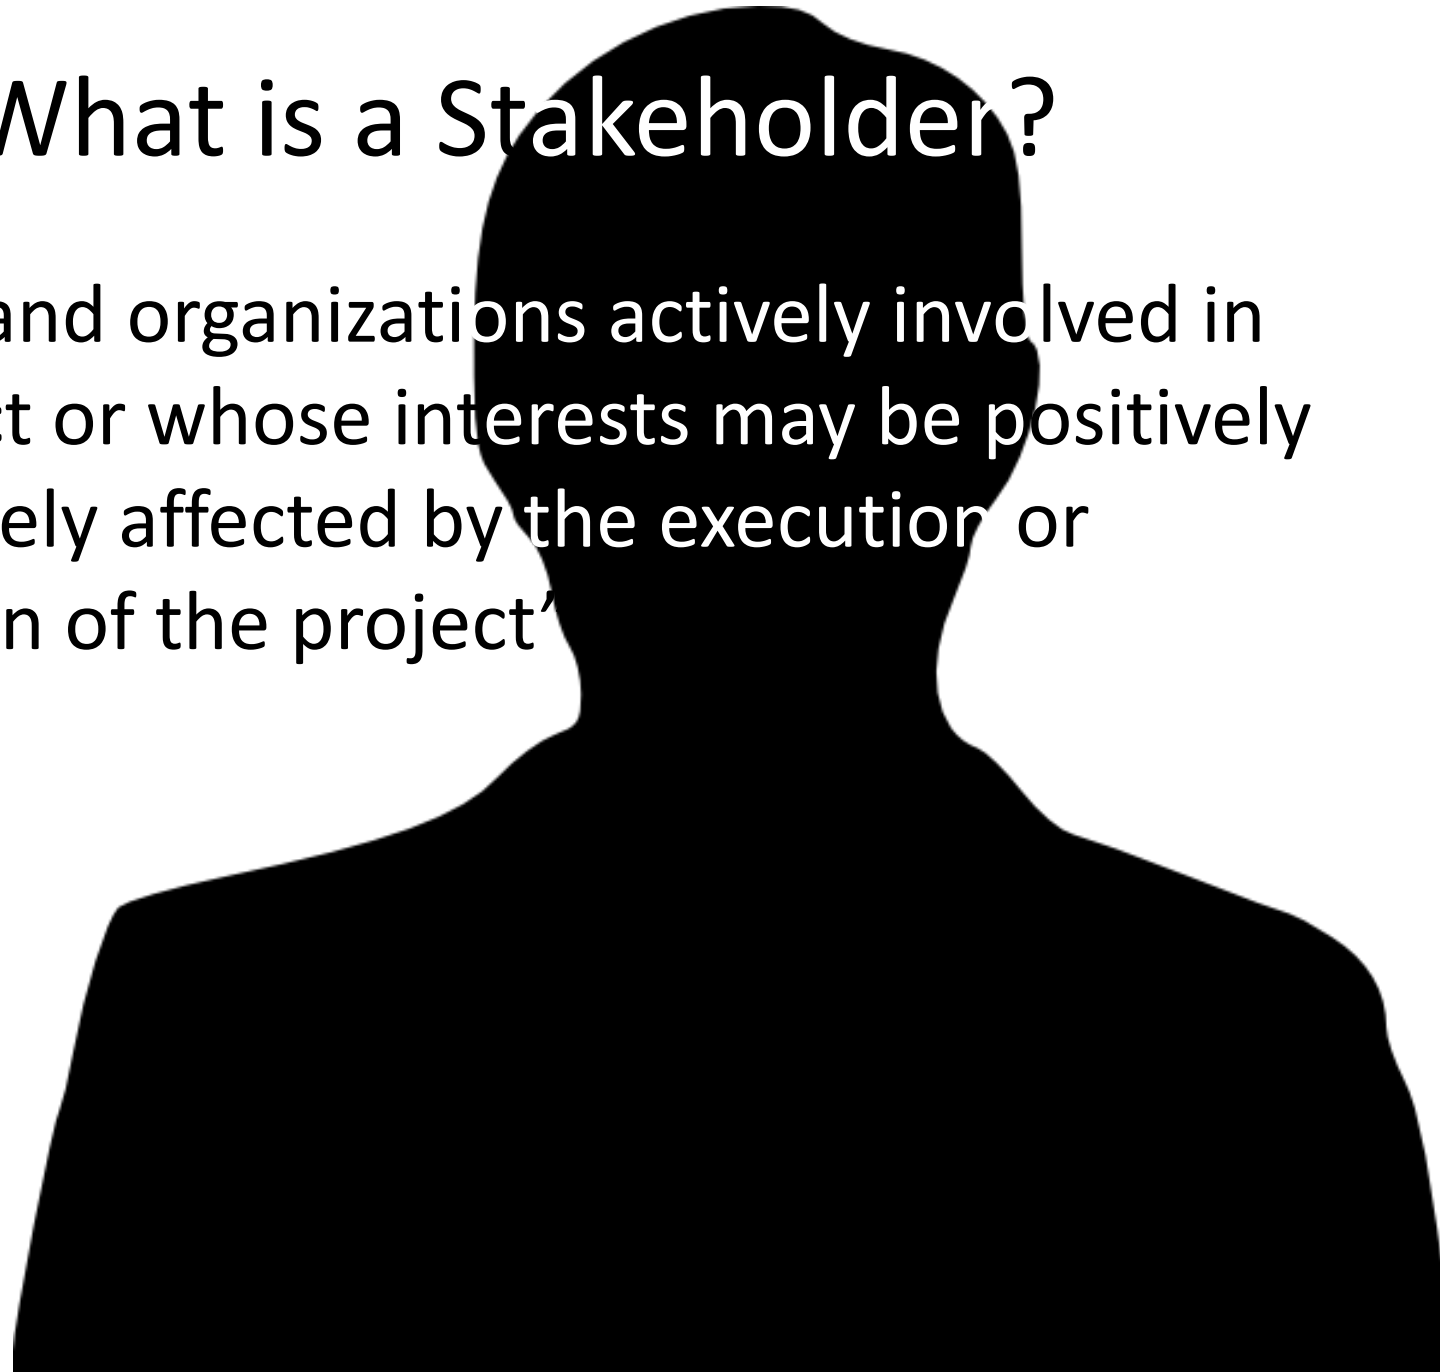 What is a Stakeholder?
and organizations actively involved in
t or whose interests may be positively
ely affected by the execution or
n of the project’